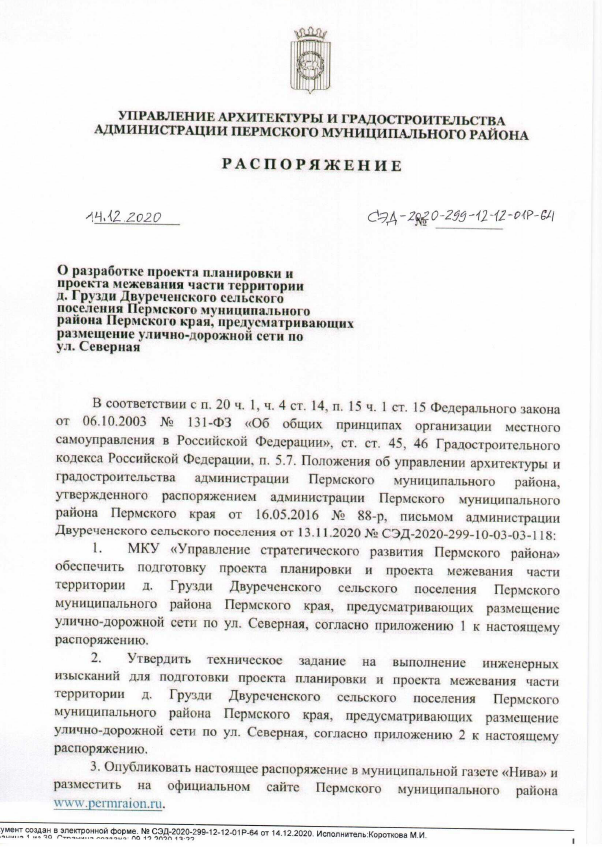 УПРАВЛЕНИЕ АРХИТЕКТУРЫ И ГРАДОСТРОИТЕЛЬСТВА
АДМИНИСТРАЦИИ ПЕРМСКОГО МУНИЦИПАЛЬНОГО РАЙОНА
РАСПОРЯЖЕНИЕ
14.12.2020
СЭД-2020-299-12-12-01Р-64
№
О разработке проекта планировки и
проекта межевания части территории
д. Грузди Двуреченского сельского
поселения Пермского муниципального
района Пермского края, предусматривающих
размещение улично-дорожной сети по
ул. Северная
В соответствии с п. 20 ч. 1, ч. 4 ст. 14, п. 15 ч. 1 ст. 15 Федерального закона
от 06.10.2003 № 131-ФЗ «Об общих принципах организации местного
самоуправления в Российской Федерации», ст. ст. 45, 46 Градостроительного
кодекса Российской Федерации, п. 5.7. Положения об управлении архитектуры и
градостроительства администрации Пермского муниципального района,
утвержденного распоряжением администрации Пермского муниципального
района Пермского края от 16.05.2016 № 88-р, письмом администрации
Двуреченского сельского поселения от 13.11.2020 № СЭД-2020-299-10-03-03-118:
1. МКУ «Управление стратегического развития Пермского района»
обеспечить подготовку проекта планировки и проекта межевания части
территории д. Грузди Двуреченского сельского поселения Пермского
муниципального района Пермского края, предусматривающих размещение
улично-дорожной сети по ул. Северная, согласно приложению 1 к настоящему
распоряжению.
2. Утвердить техническое задание на выполнение инженерных
изысканий для подготовки проекта планировки и проекта межевания части
территории д. Грузди Двуреченского сельского поселения Пермского
муниципального района Пермского края, предусматривающих размещение
улично-дорожной сети по ул. Северная, согласно приложению 2 к настоящему
распоряжению.
3. Опубликовать настоящее распоряжение в муниципальной газете «Нива» и
разместить на официальном сайте Пермского муниципального района
www.permraion.ru.
умент создан в электронной форме. № СЭД-2020-299-12-12-01Р-64 от 14.12.2020. Исполнитель:Короткова М.И.
аница 1 из 39. Страница создана: 09.12.2020 13:22